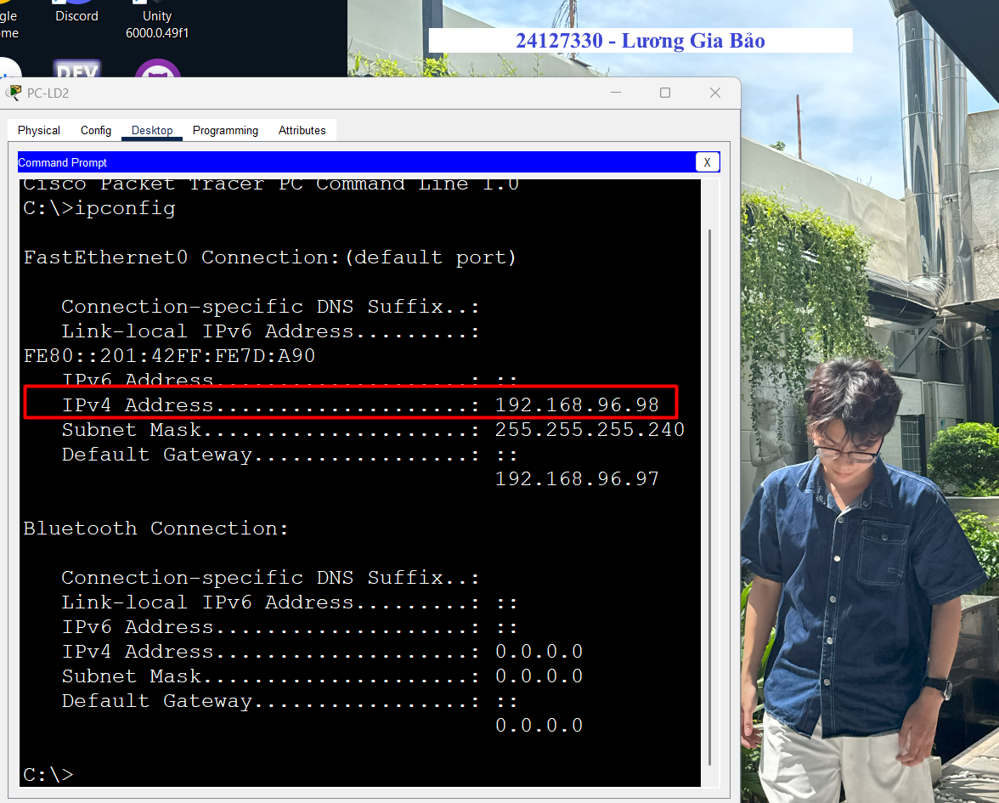 gle
Discord
Unity
me
6000.0.49f1
24127330 - Lương Gia Bảo
DEV
PC-LD2
Physical Config Desktop Programming Attributes
Command Prompt
X
Cisco Packet Tracer PC Command Line 1.0
C:\>ipconfig
FastEthernet0 Connection:(default port)
Connection-specific DNS Suffix..:
Link-local IPv6 Address.........:
FE80::201:42FF:FE7D:A90
IPv6 Address....................: ::
IPv4 Address....................: 192.168.96.98
Subnet Mask.....................: 255.255.255.240
Default Gateway.................: ::
192.168.96.97
Bluetooth Connection:
Connection-specific DNS Suffix..:
Link-local IPv6 Address.........: ::
IPv6 Address....................: ::
IPv4 Address....................: 0.0.0.0
Subnet Mask.....................: 0.0.0.0
Default Gateway.................: ::
0.0.0.0
C:\>